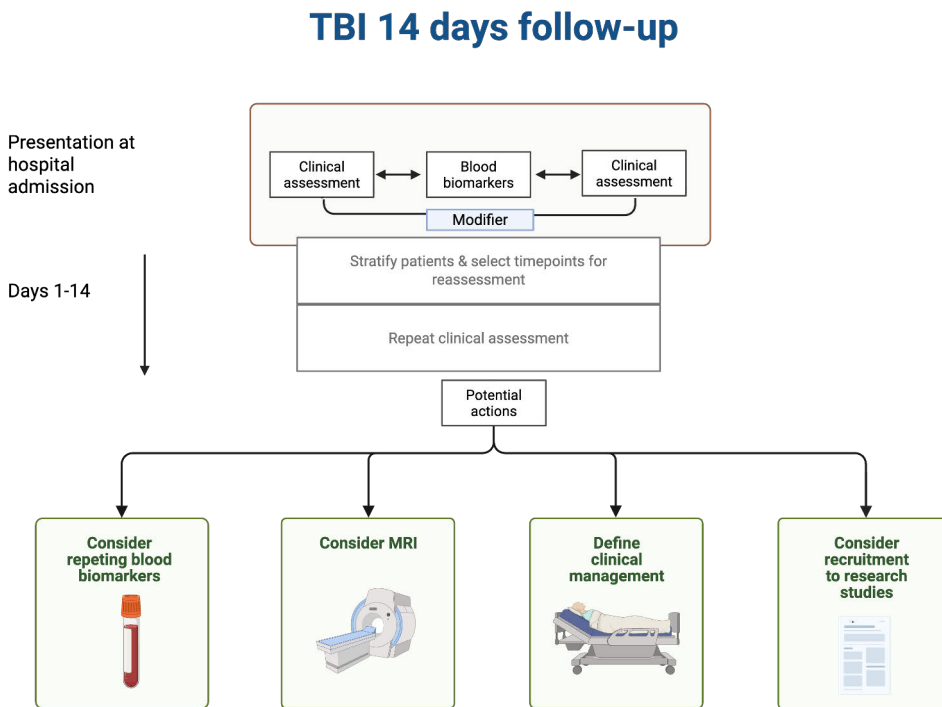 TBI 14 days follow-up
Presentation at
hospital
admission
Clinical
assessment
Blood
biomarkers
Clinical
assessment
Modifier
Stratify patients & select timepoints for
reassessment
Days 1-14
Repeat clinical assessment
Potential
actions
Consider
repeting blood
biomarkers
Consider MRI
Define
clinical
management
Consider
recruitment
to research
studies